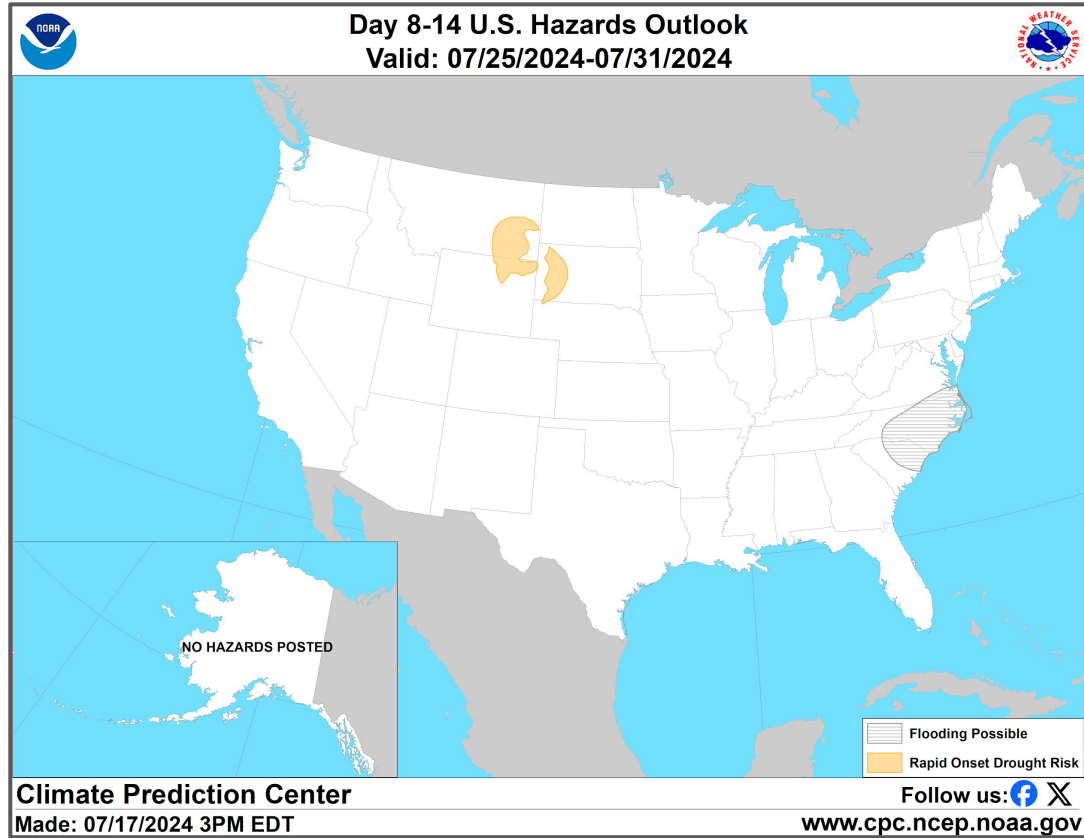 NOAA
Day 8-14 U.S. Hazards Outlook
Valid: 07/25/2024-07/31/2024
NATIONAL WEATHER SERVICE
NO HAZARDS POSTED
Flooding Possible
Rapid Onset Drought Risk
Climate Prediction Center
Follow us:
Made: 07/17/2024 3PM EDT
www.cpc.ncep.noaa.gov